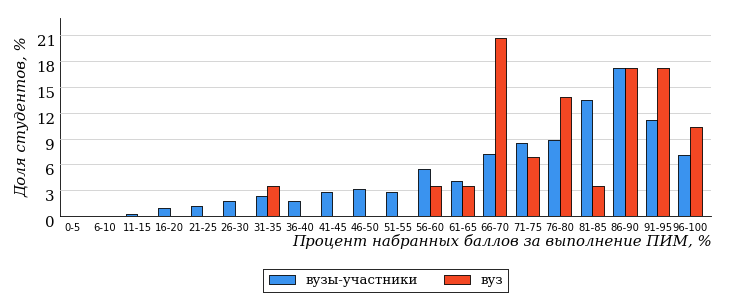 Доля студентов, %
21
18
15
12
9
6
3
0
0-5 6-10 11-15 16-20 21-25 26-30 31-35 36-40 41-45 46-50 51-55 56-60 61-65 66-70 71-75 76-80 81-85 86-90 91-95 96-100
Процент набранных баллов за выполнение ПИМ, %
вузы-участники вуз